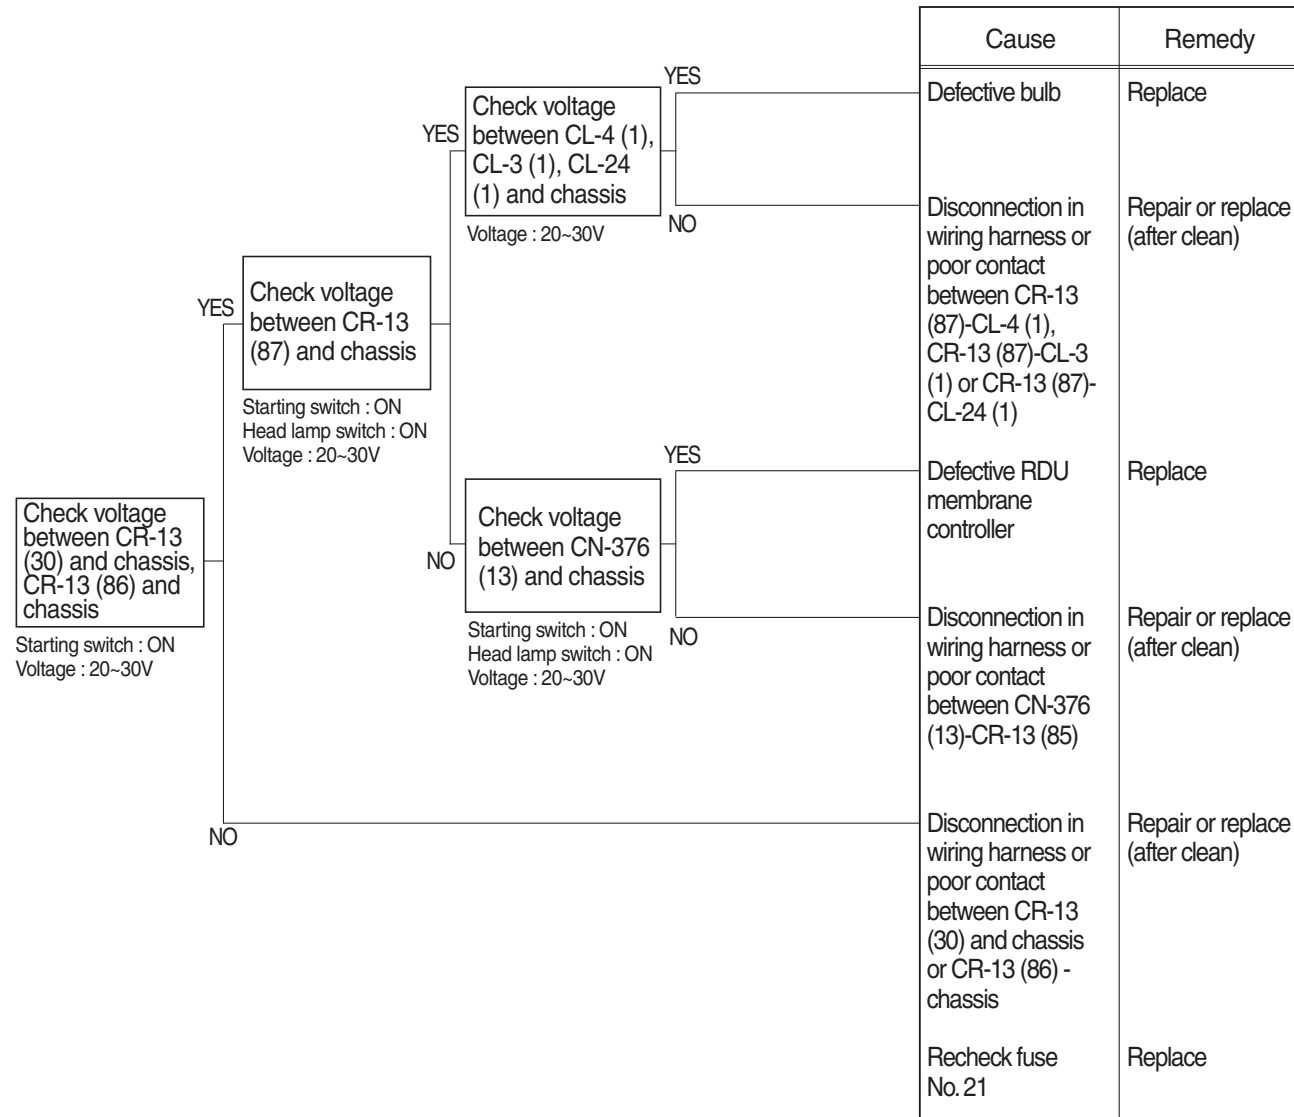 Cause
Remedy
YES
Defective bulb
Replace
Check voltage
between CL-4 (1),
CL-3 (1), CL-24
(1) and chassis
YES
Voltage : 20~30V
NO
Disconnection in
wiring harness or
poor contact
between CR-13
(87)-CL-4 (1),
CR-13 (87)-CL-3
(1) or CR-13 (87)-
CL-24 (1)
Repair or replace
(after clean)
YES
Check voltage
between CR-13
(87) and chassis
Starting switch : ON
Head lamp switch : ON
Voltage : 20~30V
YES
Defective RDU
membrane
controller
Replace
Check voltage
between CR-13
(30) and chassis,
CR-13 (86) and
chassis
Starting switch : ON
Voltage : 20~30V
NO
Check voltage
between CN-376
(13) and chassis
Starting switch : ON
Head lamp switch : ON
Voltage : 20~30V
NO
Disconnection in
wiring harness or
poor contact
between CN-376
(13)-CR-13 (85)
Repair or replace
(after clean)
NO
Disconnection in
wiring harness or
poor contact
between CR-13
(30) and chassis
or CR-13 (86) -
chassis
Repair or replace
(after clean)
Recheck fuse
No. 21
Replace